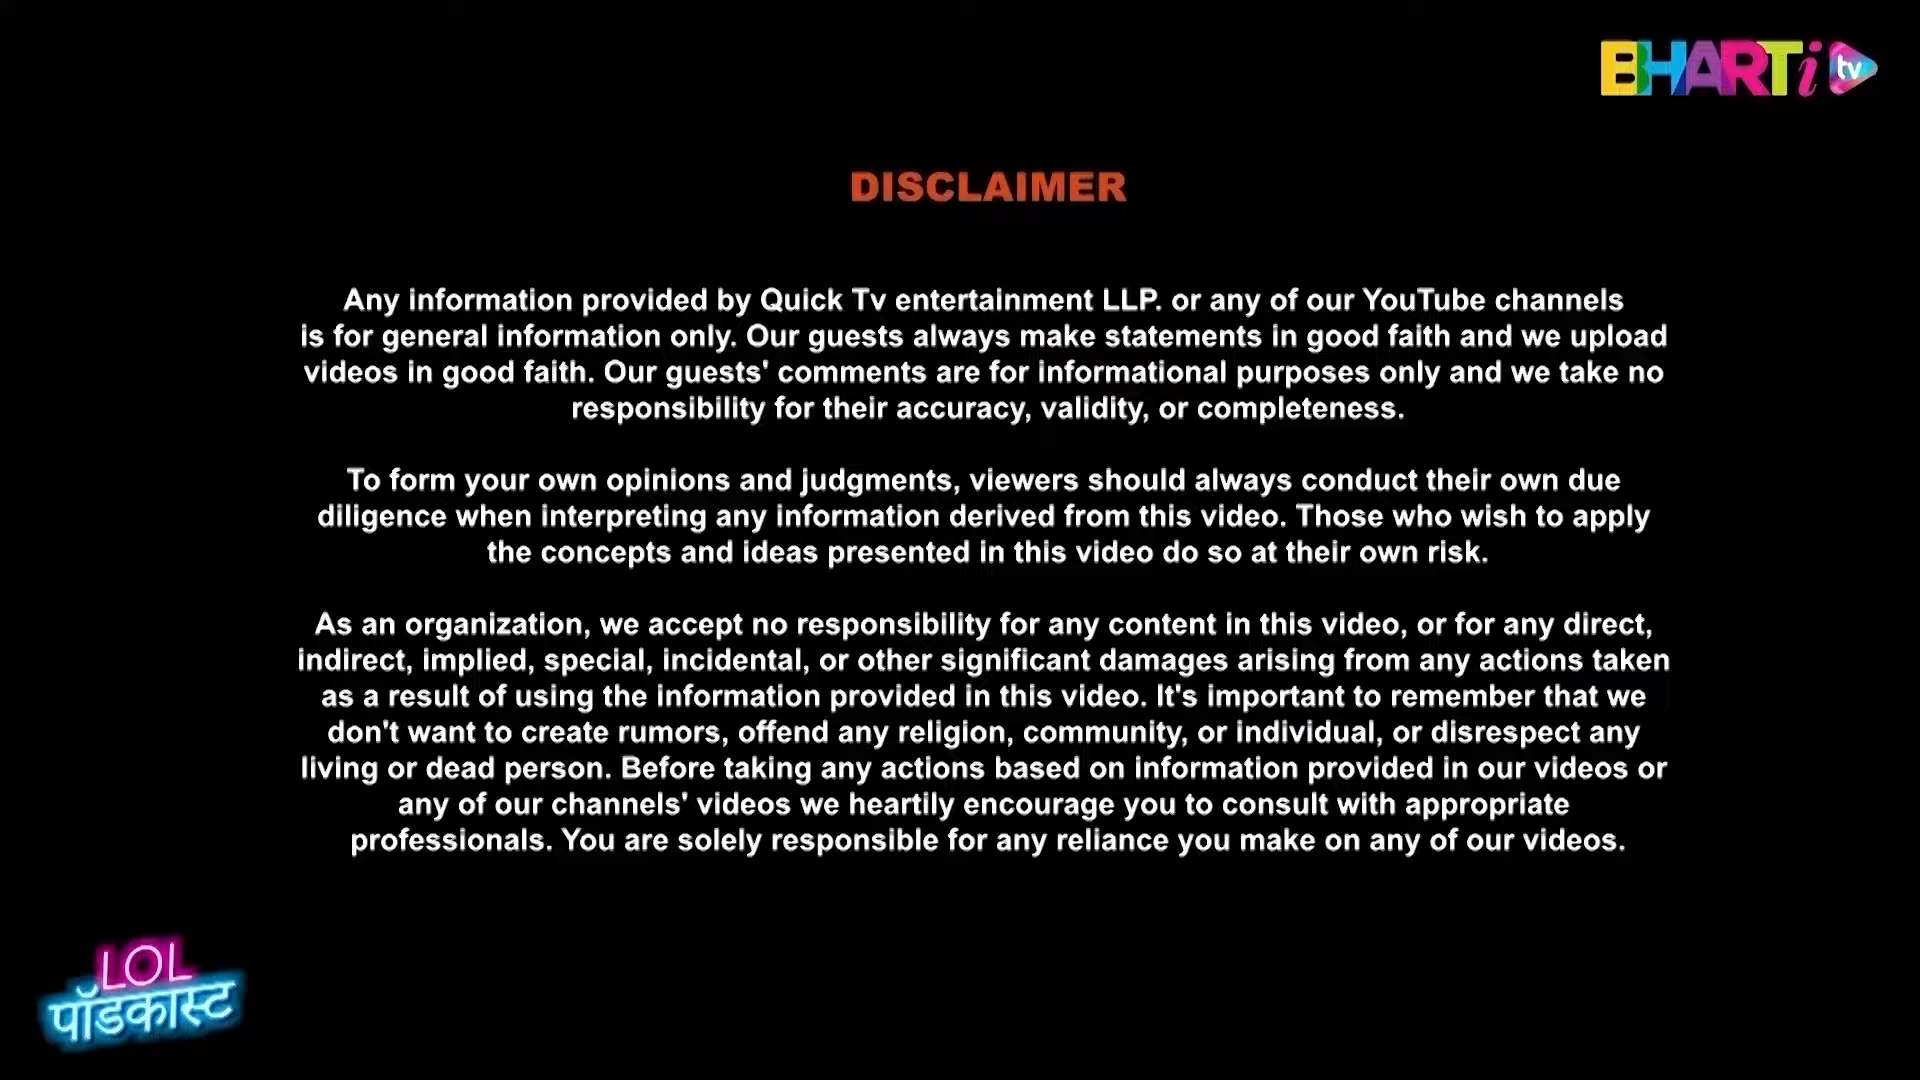 BHARTi tv
DISCLAIMER
Any information provided by Quick Tv entertainment LLP. or any of our YouTube channels
is for general information only. Our guests always make statements in good faith and we upload
videos in good faith. Our guests' comments are for informational purposes only and we take no
responsibility for their accuracy, validity, or completeness.
To form your own opinions and judgments, viewers should always conduct their own due
diligence when interpreting any information derived from this video. Those who wish to apply
the concepts and ideas presented in this video do so at their own risk.
As an organization, we accept no responsibility for any content in this video, or for any direct,
indirect, implied, special, incidental, or other significant damages arising from any actions taken
as a result of using the information provided in this video. It's important to remember that we
don't want to create rumors, offend any religion, community, or individual, or disrespect any
living or dead person. Before taking any actions based on information provided in our videos or
any of our channels' videos we heartily encourage you to consult with appropriate
professionals. You are solely responsible for any reliance you make on any of our videos.
LOL
पॉडकास्ट